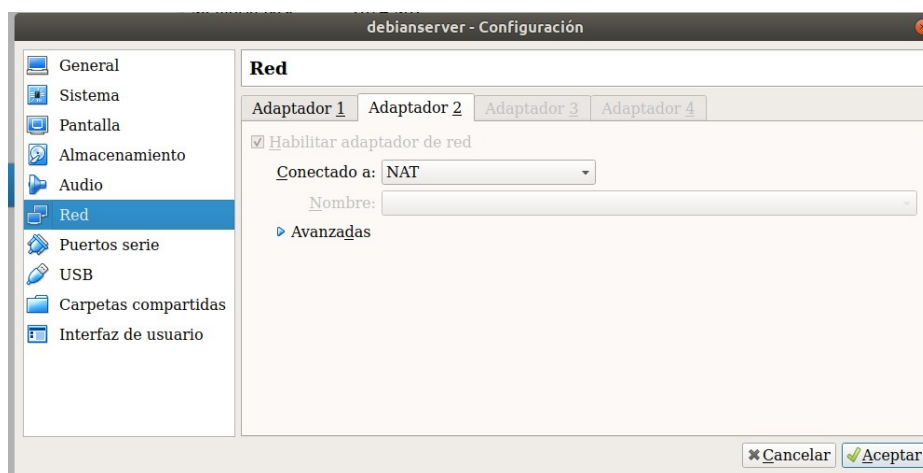 debianserver - Configuración
General
Sistema
Pantalla
Almacenamiento
Audio
Red
Puertos serie
USB
Carpetas compartidas
Interfaz de usuario
Red
Adaptador 1 Adaptador 2 Adaptador 3 Adaptador 4
Habilitar adaptador de red
Conectado a: NAT
Nombre:
Avanzadas
Cancelar Aceptar